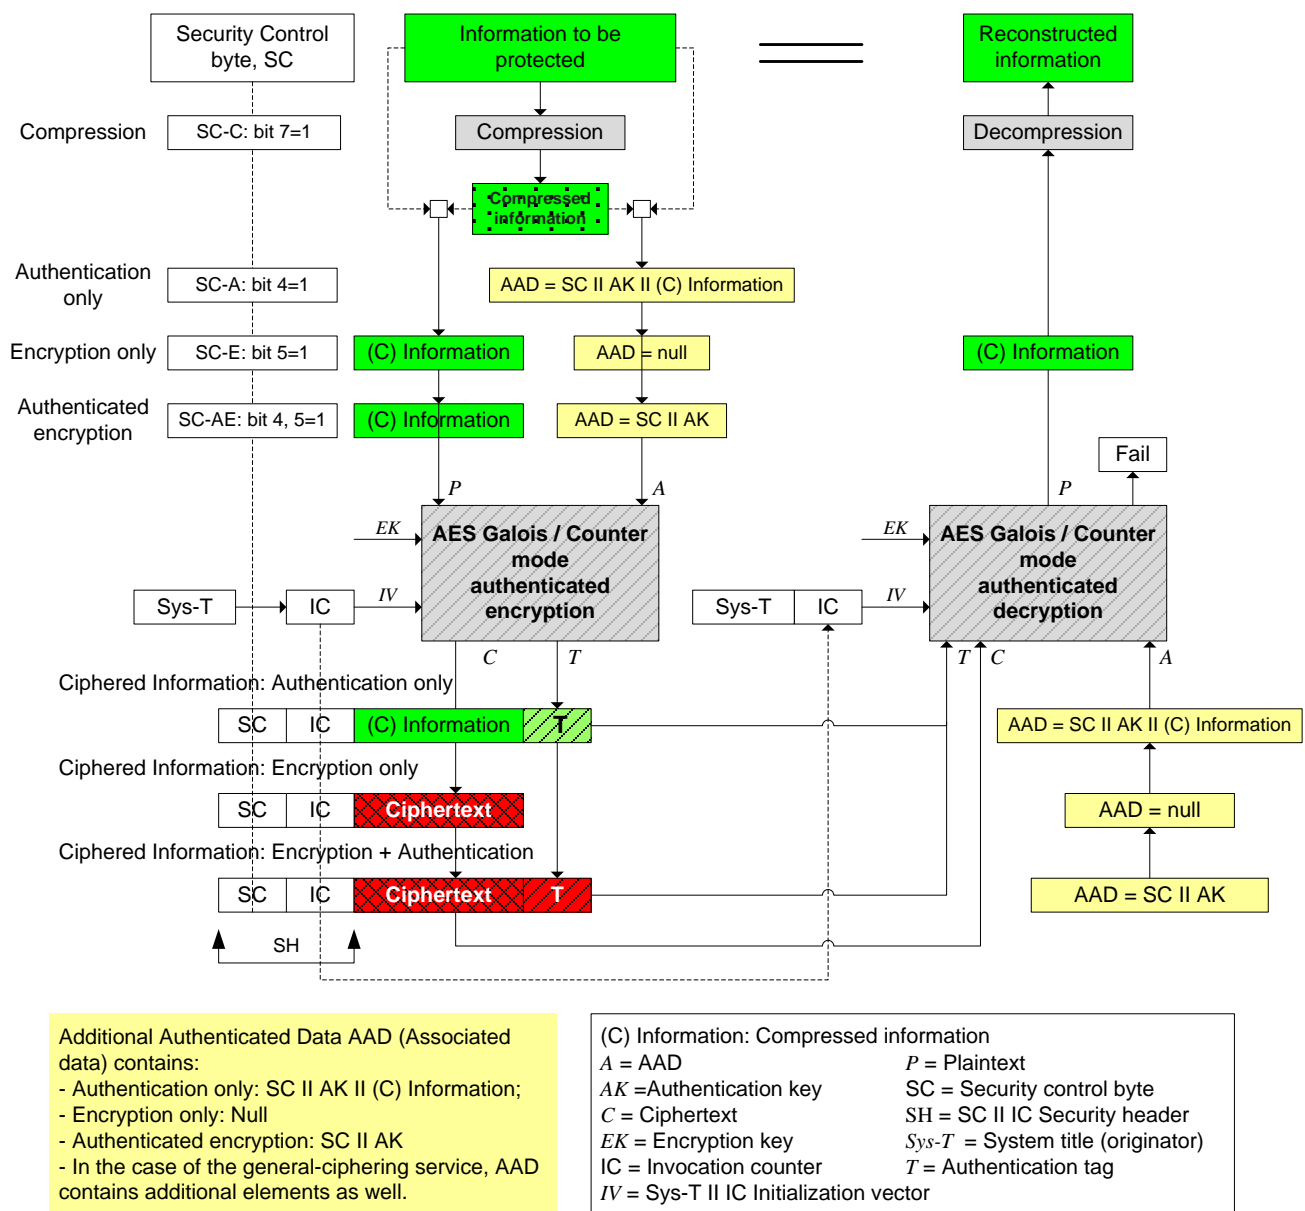 Security Control
byte, SC
Information to be
protected
Reconstructed
information
Compression
SC-C: bit 7=1
Compression
Decompression
Compressed
information
Authentication
only
SC-A: bit 4=1
AAD = SC II AK II (C) Information
Encryption only
SC-E: bit 5=1
(C) Information
AAD = null
(C) Information
Authenticated
encryption
SC-AE: bit 4, 5=1
(C) Information
AAD = SC II AK
Fail
P
A
P
EK
AES Galois / Counter
mode
authenticated
encryption
EK
AES Galois / Counter
mode
authenticated
decryption
Sys-T
IC
IV
Sys-T
IC
IV
C
T
T
C
A
Ciphered Information: Authentication only
SC
IC
(C) Information
T
AAD = SC II AK II (C) Information
Ciphered Information: Encryption only
SC
IC
Ciphertext
AAD = null
Ciphered Information: Encryption + Authentication
SC
IC
Ciphertext
T
AAD = SC II AK
SH
Additional Authenticated Data AAD (Associated
data) contains:
- Authentication only: SC II AK II (C) Information;
- Encryption only: Null
- Authenticated encryption: SC II AK
- In the case of the general-ciphering service, AAD
contains additional elements as well.
(C) Information: Compressed information
A = AAD
P = Plaintext
AK =Authentication key
SC = Security control byte
C = Ciphertext
SH = SC II IC Security header
EK = Encryption key
Sys-T = System title (originator)
IC = Invocation counter
T = Authentication tag
IV = Sys-T II IC Initialization vector